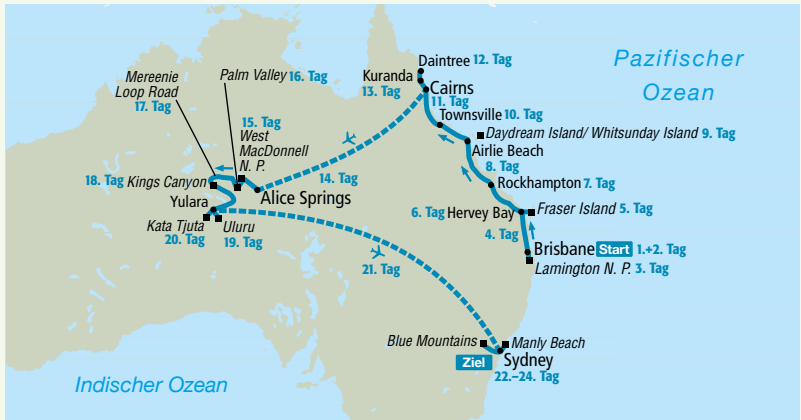 Daintree 12. Tag
Pazifischer
Ozean
Mereenie
Loop Road
17. Tag
Palm Valley 16. Tag
Kuranda
13. Tag
Cairns
11. Tag
Townsville 10. Tag
15. Tag
West
MacDonnell
N. P.
Daydream Island/ Whitsunday Island 9. Tag
Airlie Beach
8. Tag
18. Tag Kings Canyon
14. Tag
Rockhampton 7. Tag
Alice Springs
Yulara
6. Tag Hervey Bay
Fraser Island 5. Tag
Kata Tjuta
20. Tag
Uluru
19. Tag
4. Tag
Brisbane Start 1.+2. Tag
21. Tag
Lamington N. P. 3. Tag
Blue Mountains
Manly Beach
Ziel Sydney
22.–24. Tag
Indischer Ozean